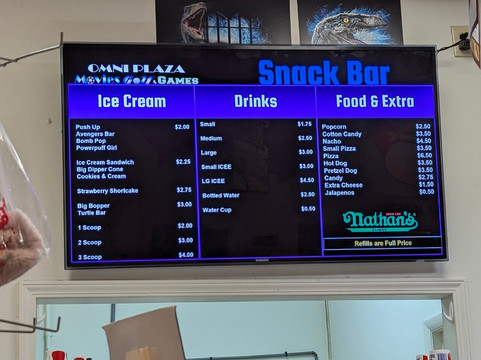 OMNI PLAZA
Movies Golf & GAMES
Snack Bar
Ice Cream
Push Up $2.00
Avengers Bar
Bomb Pop
Powerpuff Girl
Ice Cream Sandwich $2.25
Big Dipper Cone
Cookies & Cream
Strawberry Shortcake $2.75
Big Bopper $3.00
Turtle Bar
1 Scoop $2.00
2 Scoop $3.00
3 Scoop $4.00
Drinks
Small $1.75
Medium $2.50
Large $3.00
Small ICEE $3.00
LG ICEE $4.50
Bottled Water $2.50
Water Cup $0.50
Food & Extra
Popcorn $2.50
Cotton Candy $3.50
Nacho $4.50
Small Pizza $3.50
Pizza $6.50
Hot Dog $3.50
Pretzel Dog $3.50
Candy $2.75
Extra Cheese $1.50
Jalapenos $0.50
Nathan's
FAMOUS
Refills are Full Price